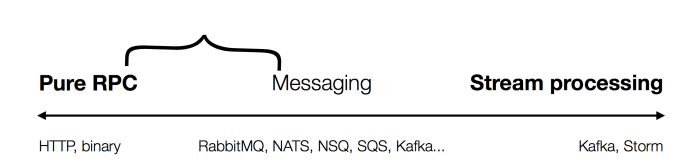 Pure RPC Messaging Stream processing
HTTP, binary RabbitMQ, NATS, NSQ, SQS, Kafka... Kafka, Storm